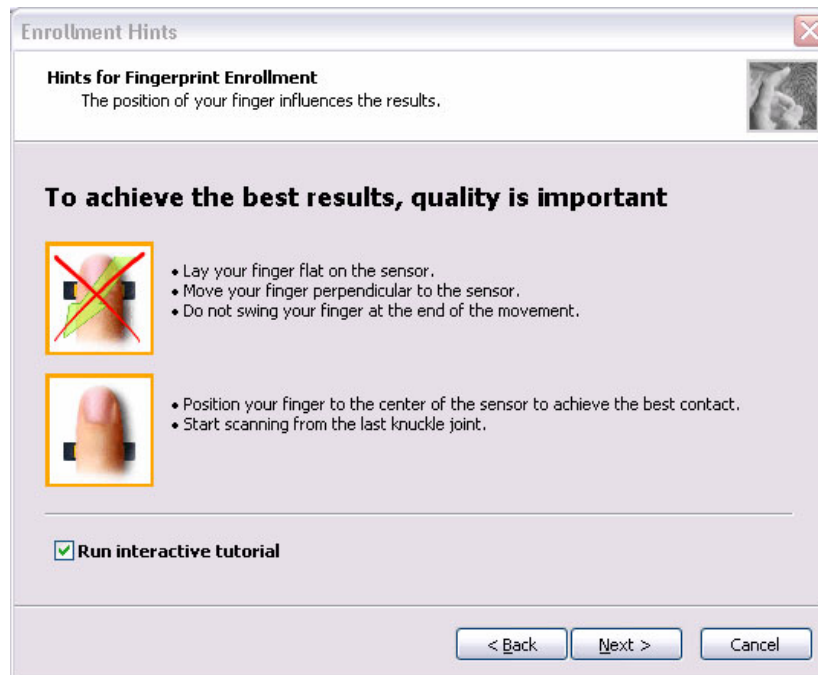 Enrollment Hints
Hints for Fingerprint Enrollment
The position of your finger influences the results.
To achieve the best results, quality is important
• Lay your finger flat on the sensor.
• Move your finger perpendicular to the sensor.
• Do not swing your finger at the end of the movement.
• Position your finger to the center of the sensor to achieve the best contact.
• Start scanning from the last knuckle joint.
Run interactive tutorial
< Back Next > Cancel